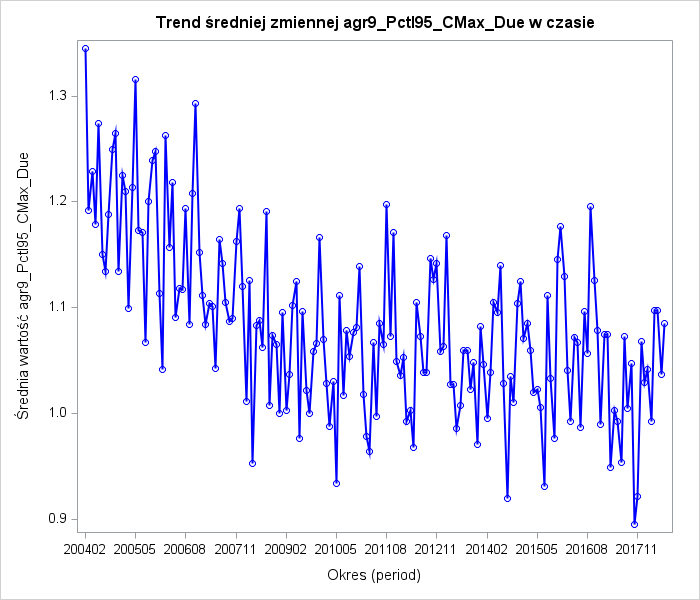 Trend średniej zmiennej agr9_Pctl95_CMax_Due w czasie
Średnia wartość agr9_Pctl95_CMax_Due
1.3
1.2
1.1
1.0
0.9
200402 200505 200608 200711 200902 201005 201108 201211 201402 201505 201608 201711
Okres (period)